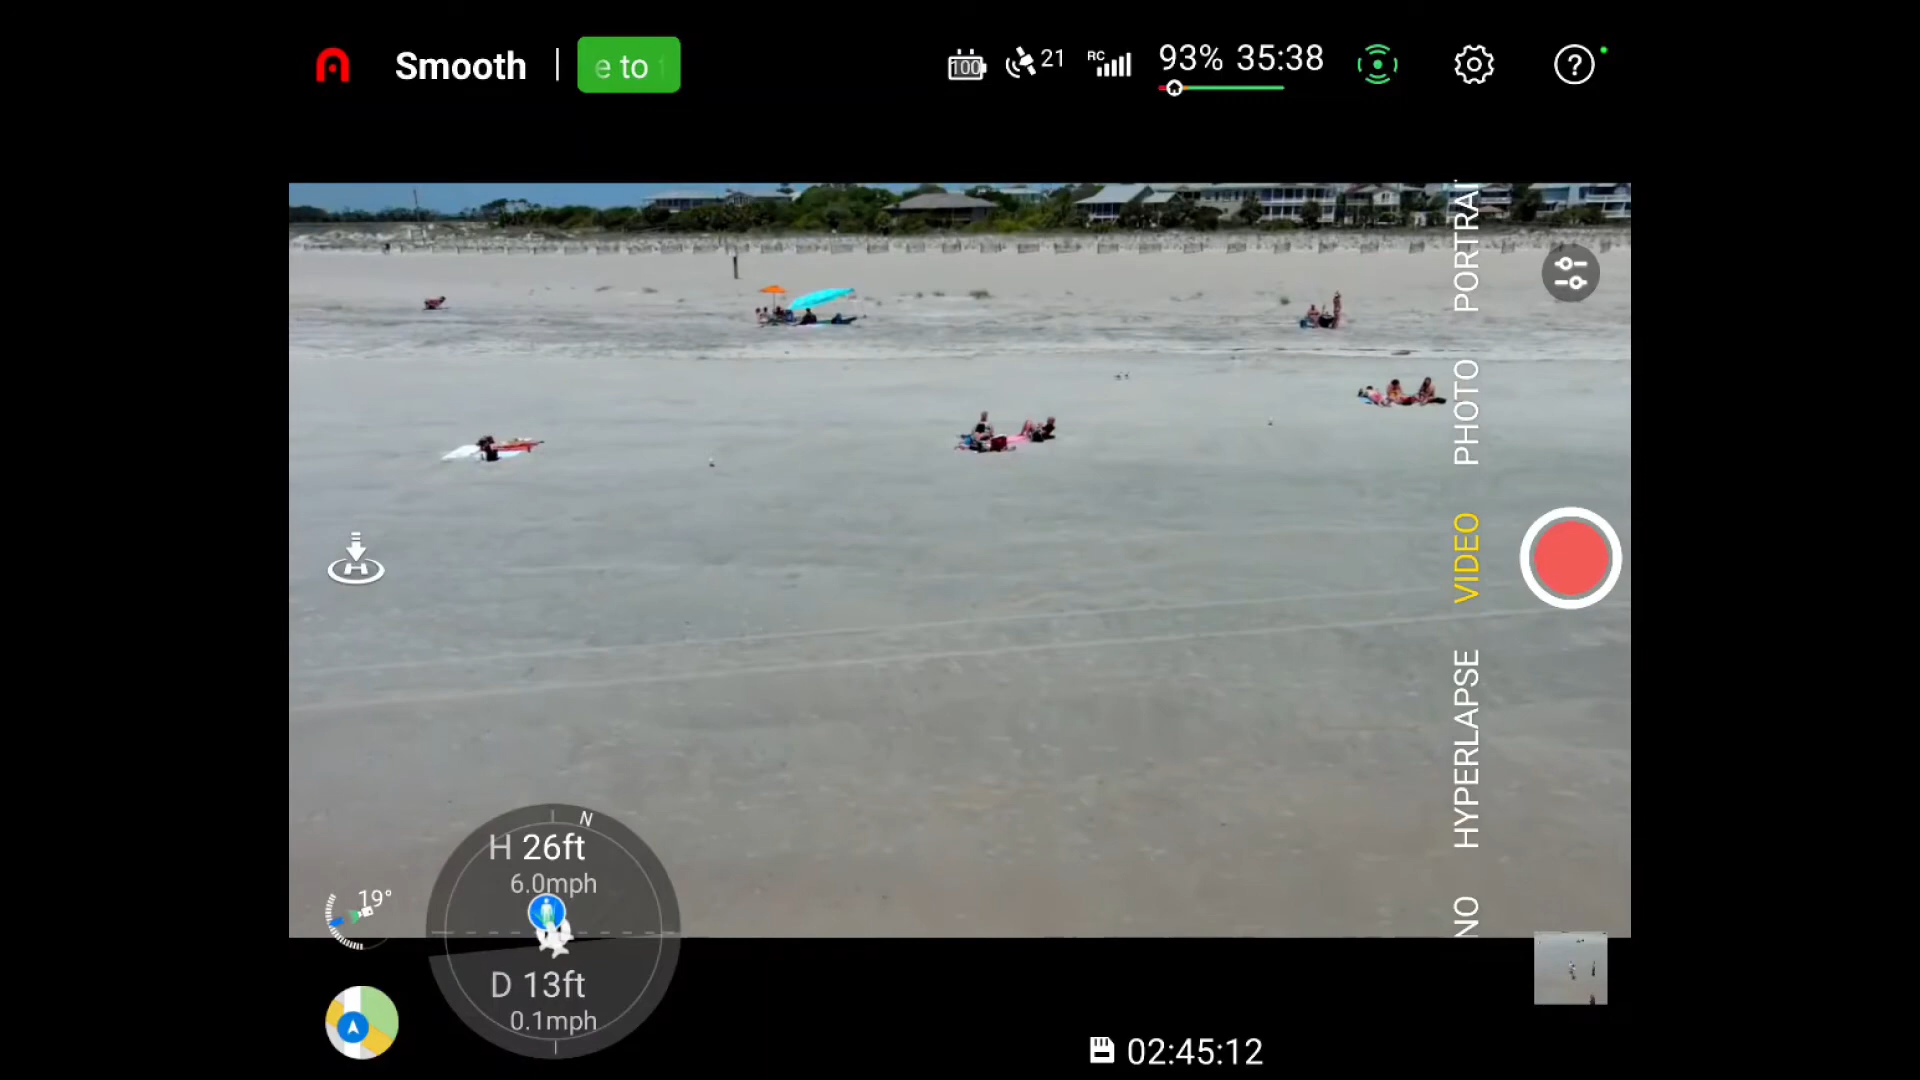 Smooth
e to
100
21
RC
93% 35:38
PORTRAI
PHOTO
VIDEO
HYPERLAPSE
NO
N
H 26ft
6.0mph
19°
D 13ft
0.1mph
02:45:12